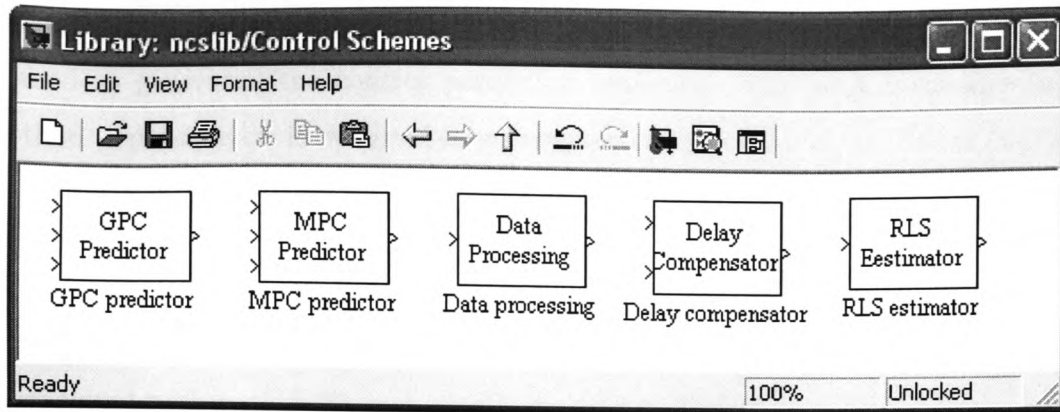 Library: ncslib/Control Schemes
File Edit View Format Help
GPC
Predictor
GPC predictor
MPC
Predictor
MPC predictor
Data
Processing
Data processing
Delay
Compensator
Delay compensator
RLS
Eestimator
RLS estimator
Ready
100%
Unlocked